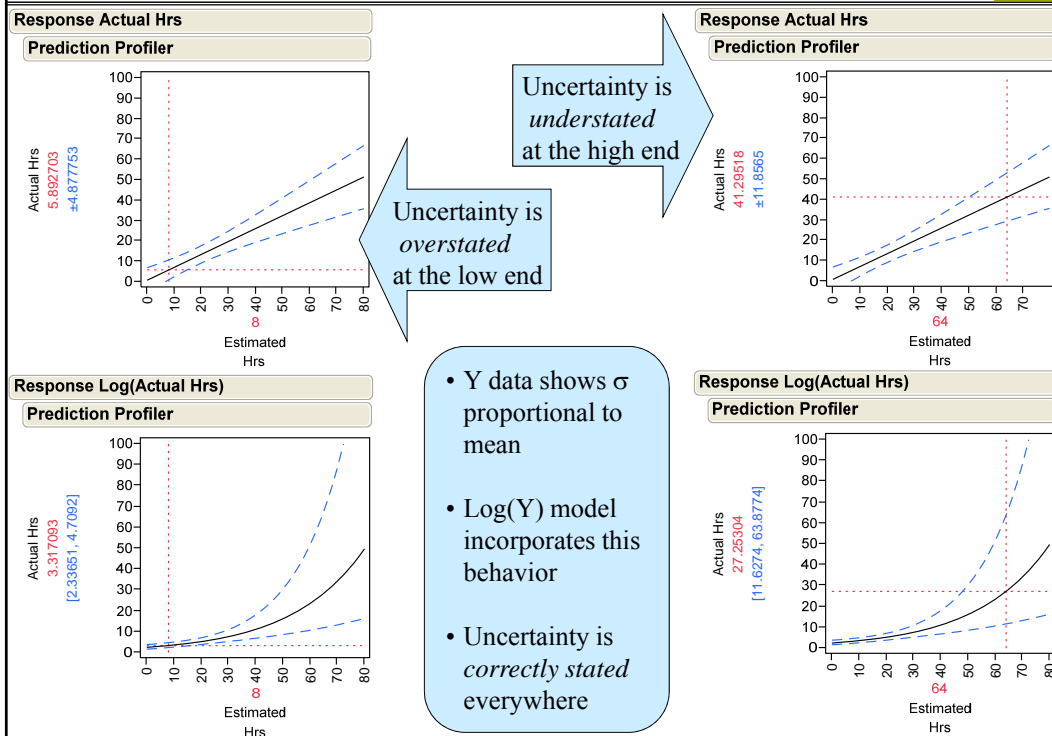 Response Actual Hrs
Prediction Profiler
100
90
80
70
60
50
40
30
20
10
0
Actual Hrs
5.892703
±4.877753
0
10
20
30
40
50
60
70
80
8
Estimated
Hrs
Uncertainty is
overstated
at the low end
Uncertainty is
understated
at the high end
Response Actual Hrs
Prediction Profiler
100
90
80
70
60
50
40
30
20
10
0
Actual Hrs
41.29518
±11.8565
0
10
20
30
40
50
60
70
64
Estimated
Hrs
Response Log(Actual Hrs)
Prediction Profiler
100
90
80
70
60
50
40
30
20
10
0
Actual Hrs
3.317093
[2.33651, 4.7092]
0
10
20
30
40
50
60
70
80
8
Estimated
Hrs
• Y data shows σ
proportional to
mean
• Log(Y) model
incorporates this
behavior
• Uncertainty is
correctly stated
everywhere
Response Log(Actual Hrs)
Prediction Profiler
100
90
80
70
60
50
40
30
20
10
0
Actual Hrs
27.25304
[11.6274, 63.8774]
0
10
20
30
40
50
60
70
80
64
Estimated
Hrs